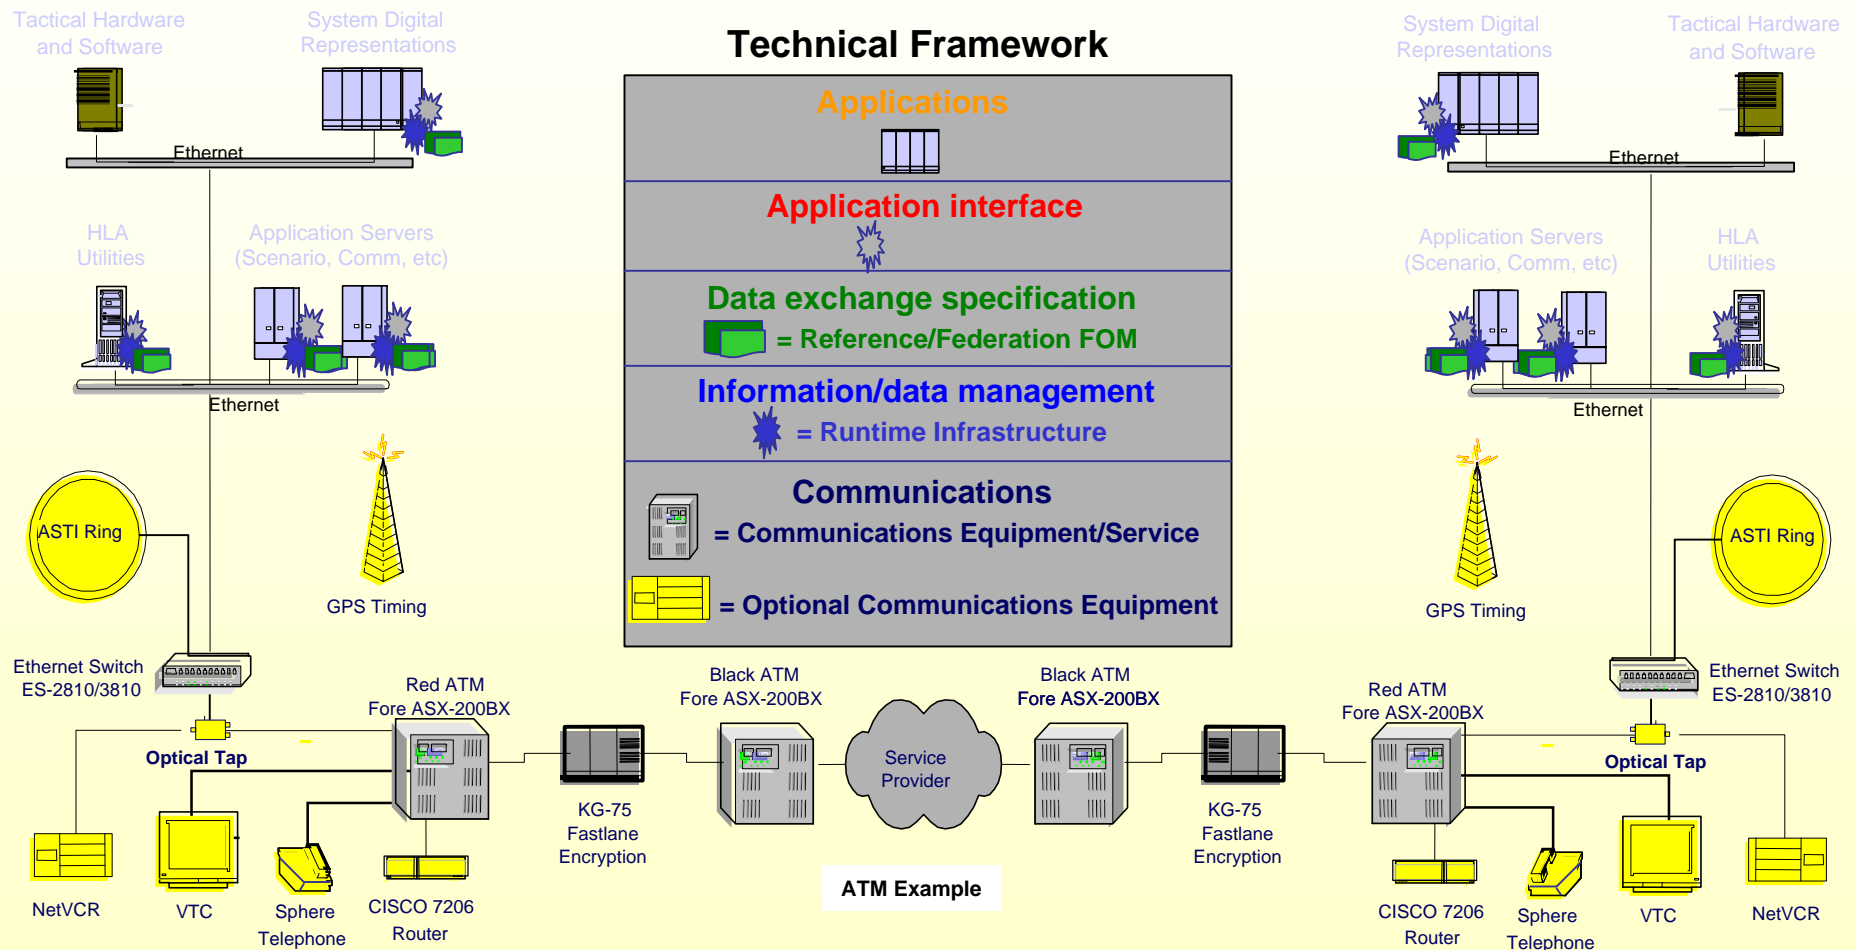 Technical Framework
Tactical Hardware
and Software
System Digital
Representations
Ethernet
HLA
Utilities
Application Servers
(Scenario, Comm, etc)
Ethernet
ASTI Ring
GPS Timing
Ethernet Switch
ES-2810/3810
Optical Tap
NetVCR
VTC
Sphere
Telephone
CISCO 7206
Router
Red ATM
Fore ASX-200BX
KG-75
Fastlane
Encryption
Black ATM
Fore ASX-200BX
Applications
Application interface
Data exchange specification
= Reference/Federation FOM
Information/data management
= Runtime Infrastructure
Communications
= Communications Equipment/Service
= Optional Communications Equipment
Service
Provider
ATM Example
Black ATM
Fore ASX-200BX
KG-75
Fastlane
Encryption
Red ATM
Fore ASX-200BX
System Digital
Representations
Tactical Hardware
and Software
Ethernet
Application Servers
(Scenario, Comm, etc)
HLA
Utilities
Ethernet
GPS Timing
ASTI Ring
Ethernet Switch
ES-2810/3810
Optical Tap
CISCO 7206
Router
Sphere
Telephone
VTC
NetVCR